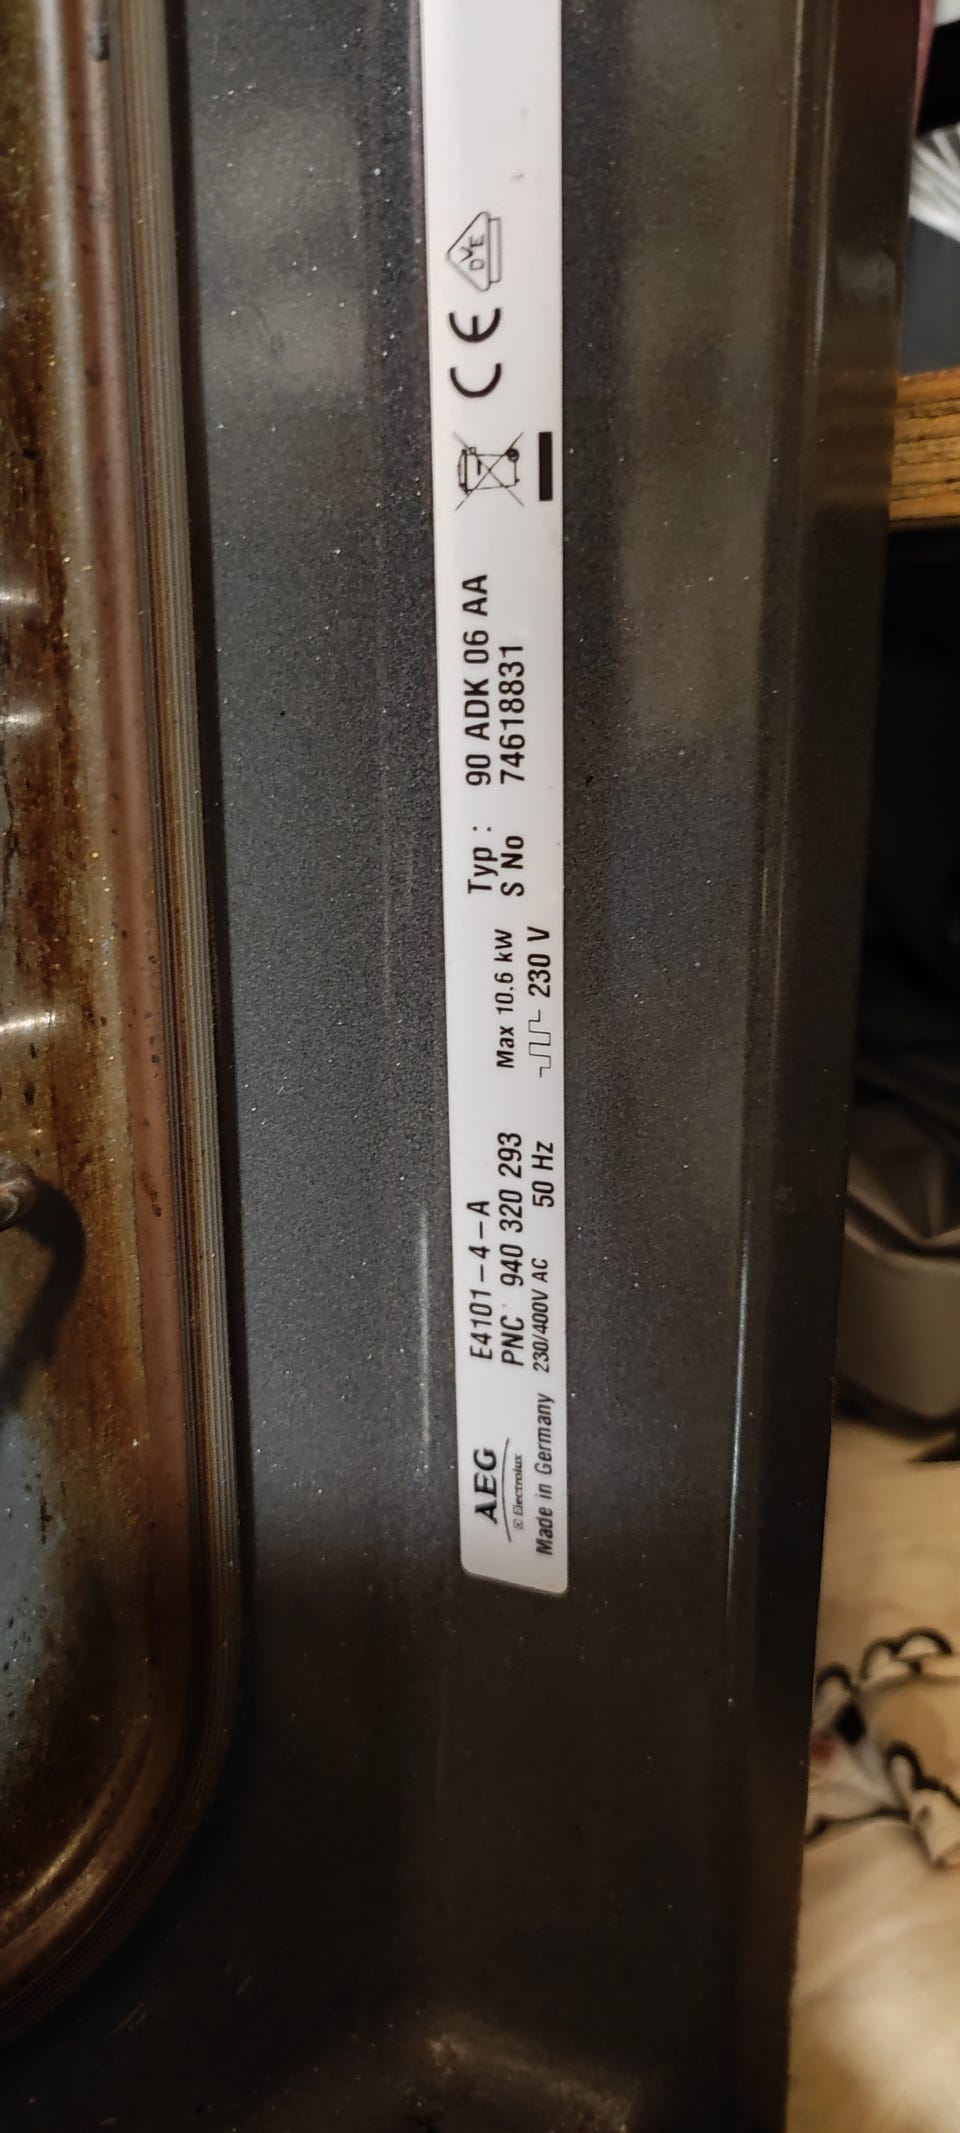 AEG
Electrolux
Made in Germany
E4101-4-A
PNC 940 320 293
230/400V AC 50 Hz
Max 10.6 kW
230 V
Typ : 90 ADK 06 AA
S No 74618831
CE
DVE